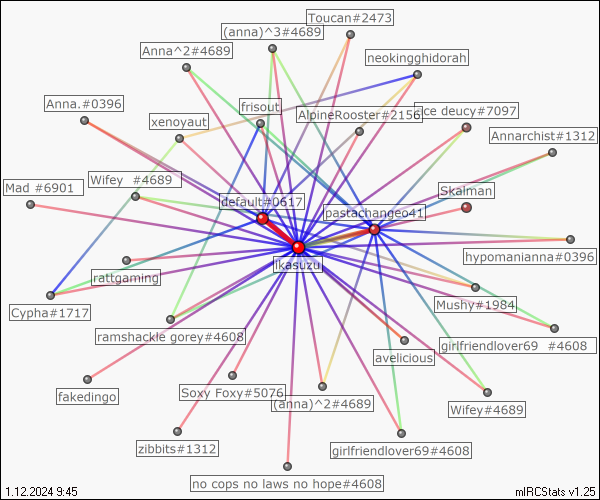 Toucan#2473
(anna)^3#4689
Anna^2#4689
neokingghidorah
Anna.#0396
frisout
AlpineRooster#2156
ce deucy#7097
xenoyaut
Annarchist#1312
Mad #6901
Wifey #4689
Skalman
default#0617
pastachangeo41
ikasuzu
hypomanianna#0396
rattgaming
Mushy#1984
Cypha#1717
ramshackle gorey#4608
girlfriendlover69 #4608
avelicious
fakedingo
Soxy Foxy#5076
(anna)^2#4689
Wifey#4689
zibbits#1312
girlfriendlover69#4608
no cops no laws no hope#4608
1.12.2024 9:45
mIRCStats v1.25